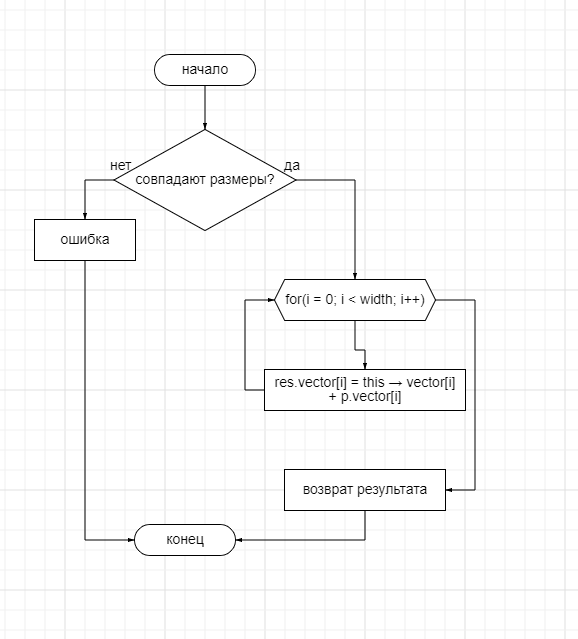 начало
нет
да
совпадают размеры?
ошибка
for(i = 0; i < width; i++)
res.vector[i] = this → vector[i]
+ p.vector[i]
возврат результата
конец